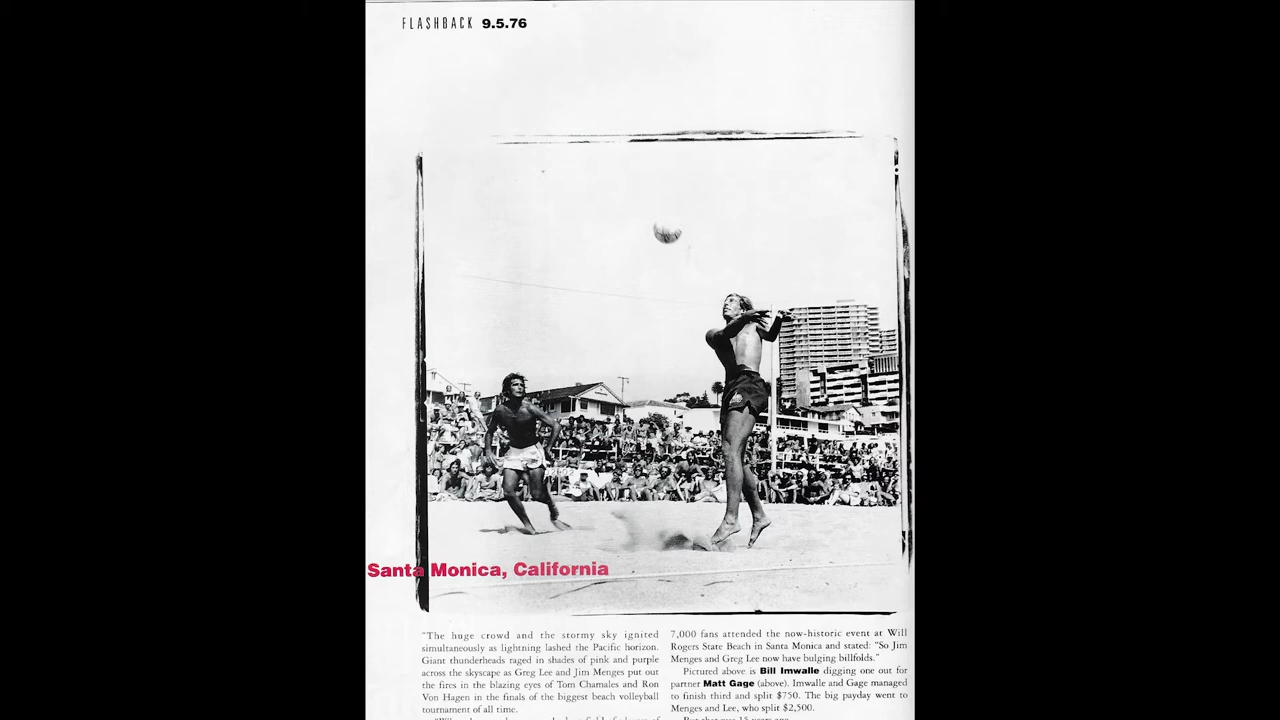 FLASHBACK 9.5.76
Santa Monica, California
"The huge crowd and the stormy sky ignited
simultaneously as lightning lashed the Pacific horizon.
Giant thunderheads raged in shades of pink and purple
across the skyscape as Greg Lee and Jim Menges put out
the fires in the blazing eyes of Tom Chamales and Ron
Von Hagen in the finals of the biggest beach volleyball
tournament of all time.
7,000 fans attended the now-historic event at Will
Rogers State Beach in Santa Monica and stated: "So Jim
Menges and Greg Lee now have bulging billfolds."
Pictured above is Bill Imwalle digging one out for
partner Matt Gage (above). Imwalle and Gage managed
to finish third and split $750. The big payday went to
Menges and Lee, who split $2,500.
But that was 15 years ago